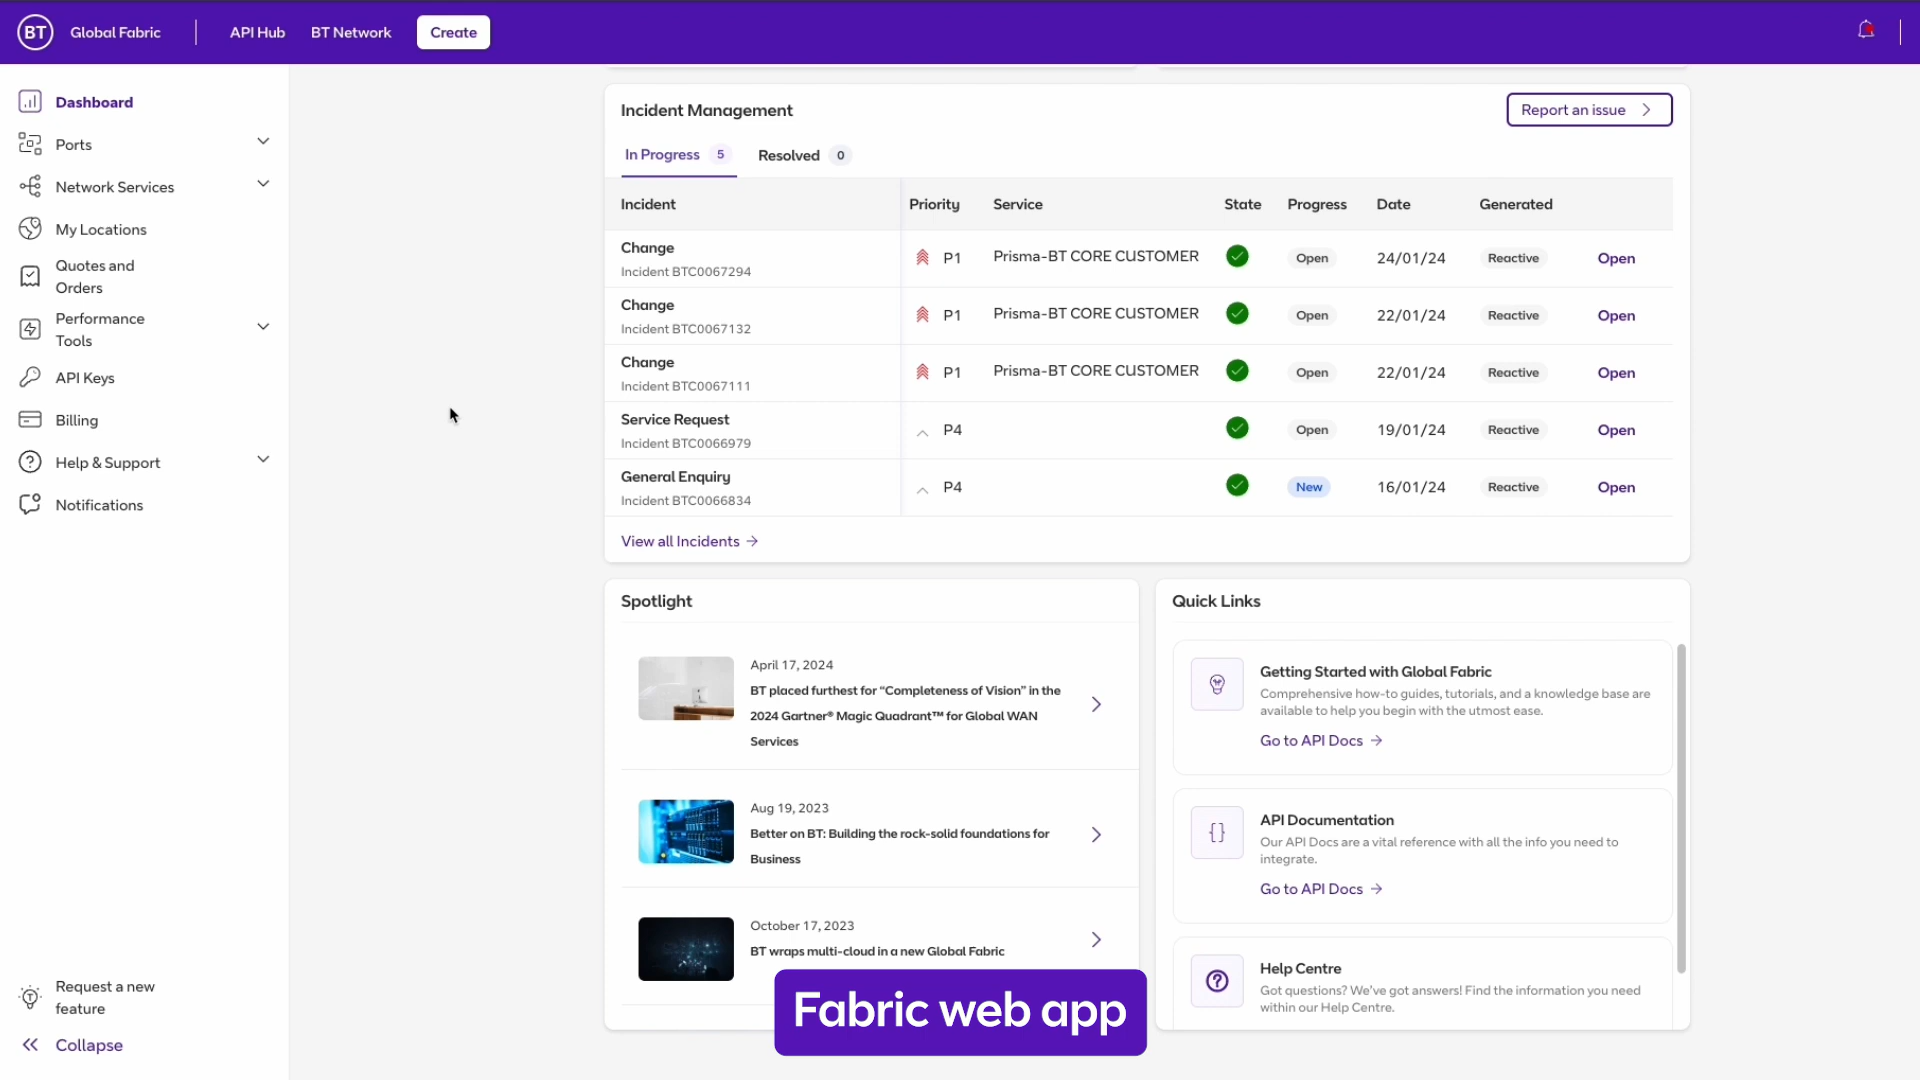 BT Global Fabric API Hub BT Network Create
Dashboard
Ports
Network Services
My Locations
Quotes and
Orders
Performance
Tools
API Keys
Billing
Help & Support
Notifications
Request a new
feature
Collapse
Incident Management
Report an issue
In Progress 5 Resolved 0
Incident Priority Service State Progress Date Generated
Change
Incident BTC0067294
P1 Prisma-BT CORE CUSTOMER Open 24/01/24 Reactive Open
Change
Incident BTC0067132
P1 Prisma-BT CORE CUSTOMER Open 22/01/24 Reactive Open
Change
Incident BTC0067111
P1 Prisma-BT CORE CUSTOMER Open 22/01/24 Reactive Open
Service Request
Incident BTC0066979
P4 Open 19/01/24 Reactive Open
General Enquiry
Incident BTC0066834
P4 New 16/01/24 Reactive Open
View all Incidents
Spotlight
April 17, 2024
BT placed furthest for “Completeness of Vision” in the
2024 Gartner® Magic Quadrant™ for Global WAN
Services
Aug 19, 2023
Better on BT: Building the rock-solid foundations for
Business
October 17, 2023
BT wraps multi-cloud in a new Global Fabric
Quick Links
Getting Started with Global Fabric
Comprehensive how-to guides, tutorials, and a knowledge base are
available to help you begin with the utmost ease.
Go to API Docs
{}
API Documentation
Our API Docs are a vital reference with all the info you need to
integrate.
Go to API Docs
Help Centre
Got questions? We’ve got answers! Find the information you need
within our Help Centre.
Fabric web app